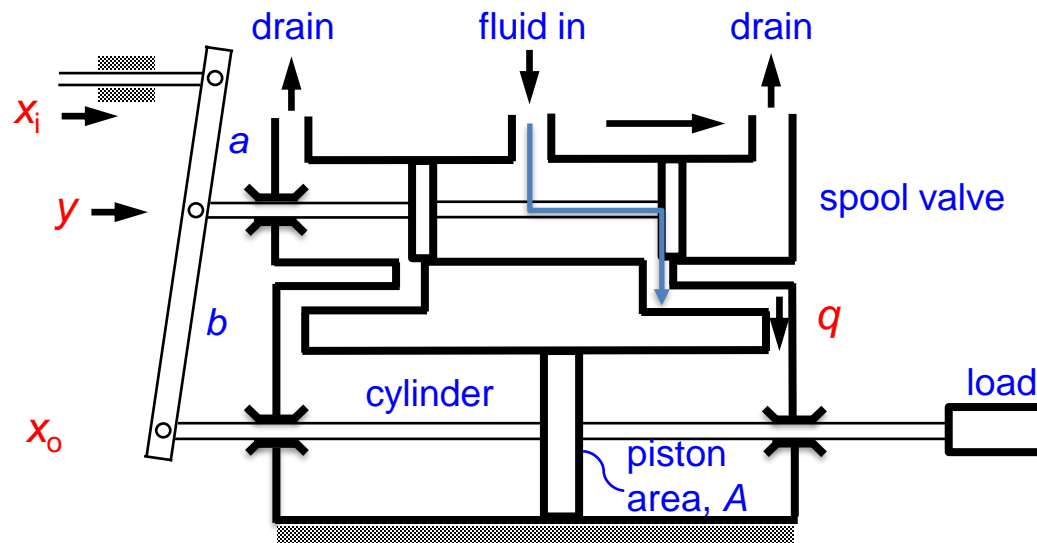 drain
fluid in
drain
xi
a
y
spool valve
b
q
cylinder
load
xo
piston
area, A